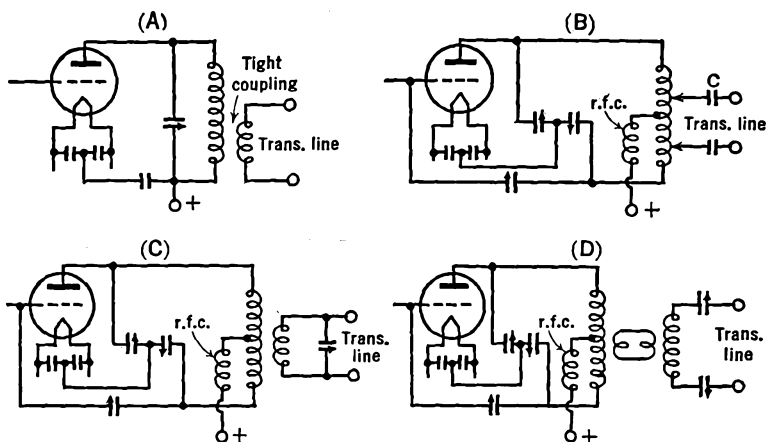 (A)
Tight
coupling
Trans. line
+
(B)
C
r.f.c.
Trans. line
+
(C)
r.f.c.
Trans.
line
+
(D)
r.f.c.
Trans.
line
+